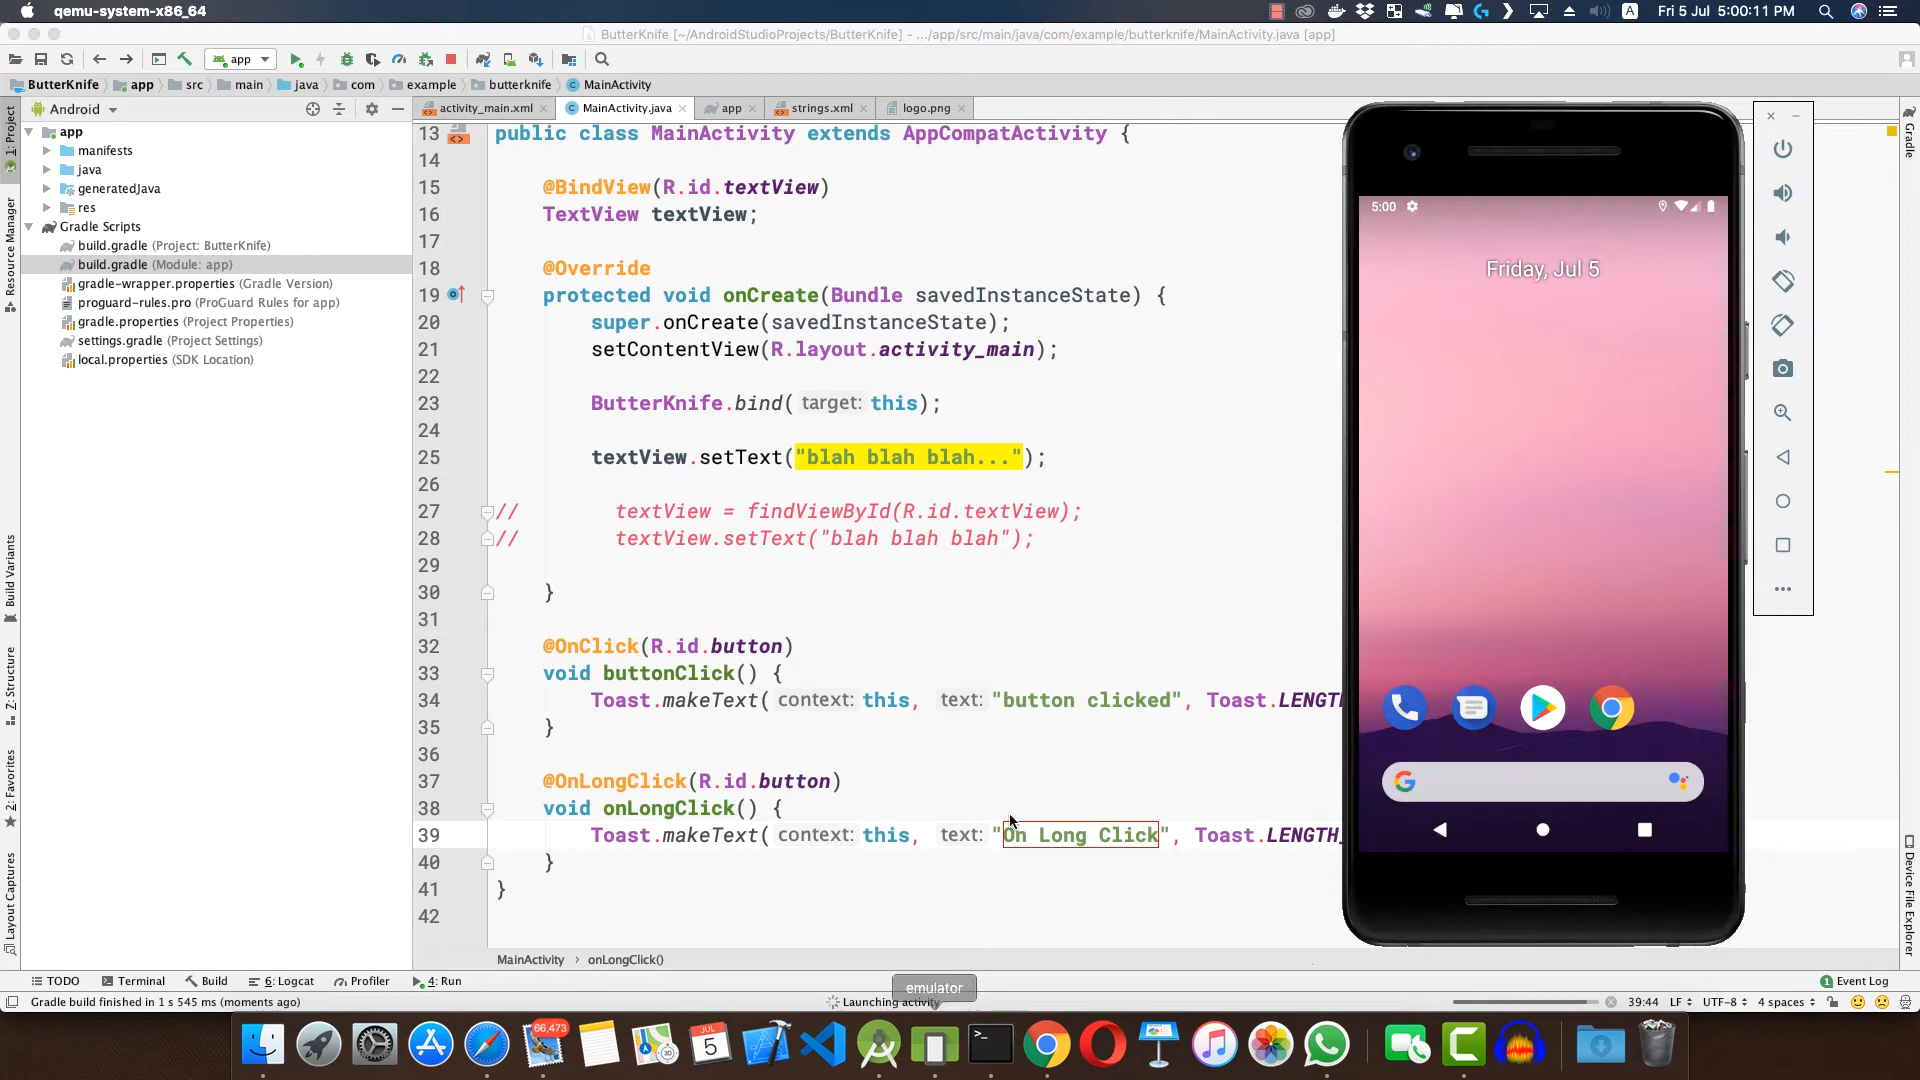 qemu-system-x86_64
Fri 5 Jul 5:00:11 PM
ButterKnife [~/AndroidStudioProjects/ButterKnife] - .../app/src/main/java/com/example/butterknife/MainActivity.java [app]
app
ButterKnife app src main java com example butterknife MainActivity
Android
activity_main.xml MainActivity.java app strings.xml logo.png
app
manifests
java
generatedJava
res
Gradle Scripts
build.gradle (Project: ButterKnife)
build.gradle (Module: app)
gradle-wrapper.properties (Gradle Version)
proguard-rules.pro (ProGuard Rules for app)
gradle.properties (Project Properties)
settings.gradle (Project Settings)
local.properties (SDK Location)
1: Project
Resource Manager
Build Variants
Z: Structure
2: Favorites
Layout Captures
13 public class MainActivity extends AppCompatActivity {
14
15 @BindView(R.id.textView)
16 TextView textView;
17
18 @Override
19 protected void onCreate(Bundle savedInstanceState) {
20 super.onCreate(savedInstanceState);
21 setContentView(R.layout.activity_main);
22
23 ButterKnife.bind( target: this);
24
25 textView.setText("blah blah blah...");
26
27 // textView = findViewById(R.id.textView);
28 // textView.setText("blah blah blah");
29
30 }
31
32 @OnClick(R.id.button)
33 void buttonClick() {
34 Toast.makeText( context: this, text: "button clicked", Toast.LENGTH
35 }
36
37 @OnLongClick(R.id.button)
38 void onLongClick() {
39 Toast.makeText( context: this, text: "On Long Click", Toast.LENGTH_
40 }
41 }
42
MainActivity › onLongClick()
5:00
Friday, Jul 5
G
Gradle
Device File Explorer
TODO Terminal Build 6: Logcat Profiler 4: Run
Event Log
emulator
Gradle build finished in 1 s 545 ms (moments ago)
Launching activity
39:44 LF UTF-8 4 spaces
66,473
JUL
5